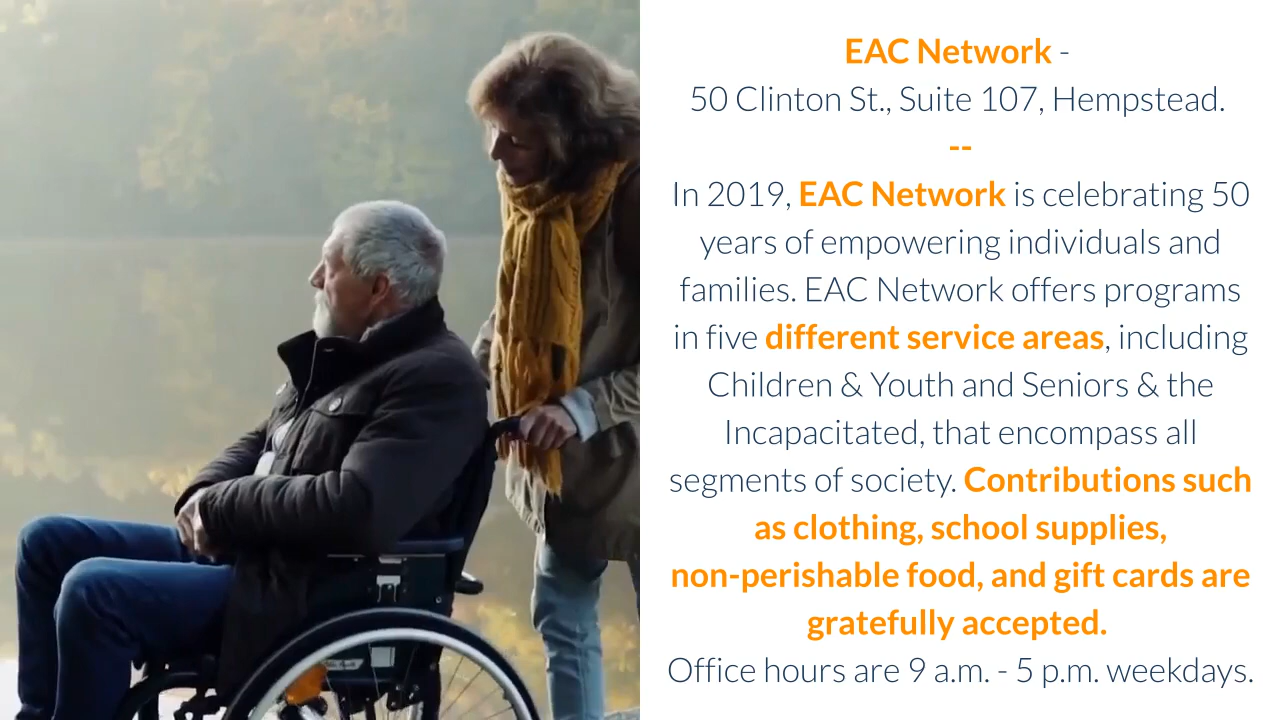 EAC Network -
50 Clinton St., Suite 107, Hempstead.
--
In 2019, EAC Network is celebrating 50
years of empowering individuals and
families. EAC Network offers programs
in five different service areas, including
Children & Youth and Seniors & the
Incapacitated, that encompass all
segments of society. Contributions such
as clothing, school supplies,
non-perishable food, and gift cards are
gratefully accepted.
Office hours are 9 a.m. - 5 p.m. weekdays.